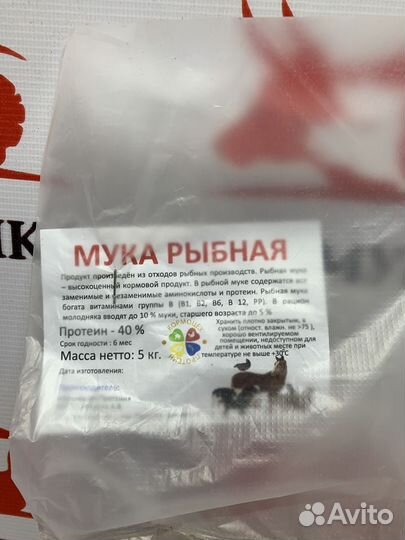 МУКА РЫБНАЯ
Продукт произведён из отходов рыбных производств. Рыбная мука
– высокоценный кормовой продукт. В рыбной муке содержатся все
заменимые и незаменимые аминокислоты и протеин. Рыбная мука
богата витаминами группы В (В1, В2, В6, В 12, РР). В рацион
молодняка вводят до 10 % муки, старшего возраста до 5 %
Протеин - 40 %
Срок годности : 6 мес
Масса нетто: 5 кг.
Дата изготовления:
КОРМОЦЕХ
Хранить плотно закрытым, в
сухом (отност. влажн. не >75 ),
хорошо вентилируемом
помещении, недоступном для
детей и животных месте при
температуре не выше +30°С
Avito